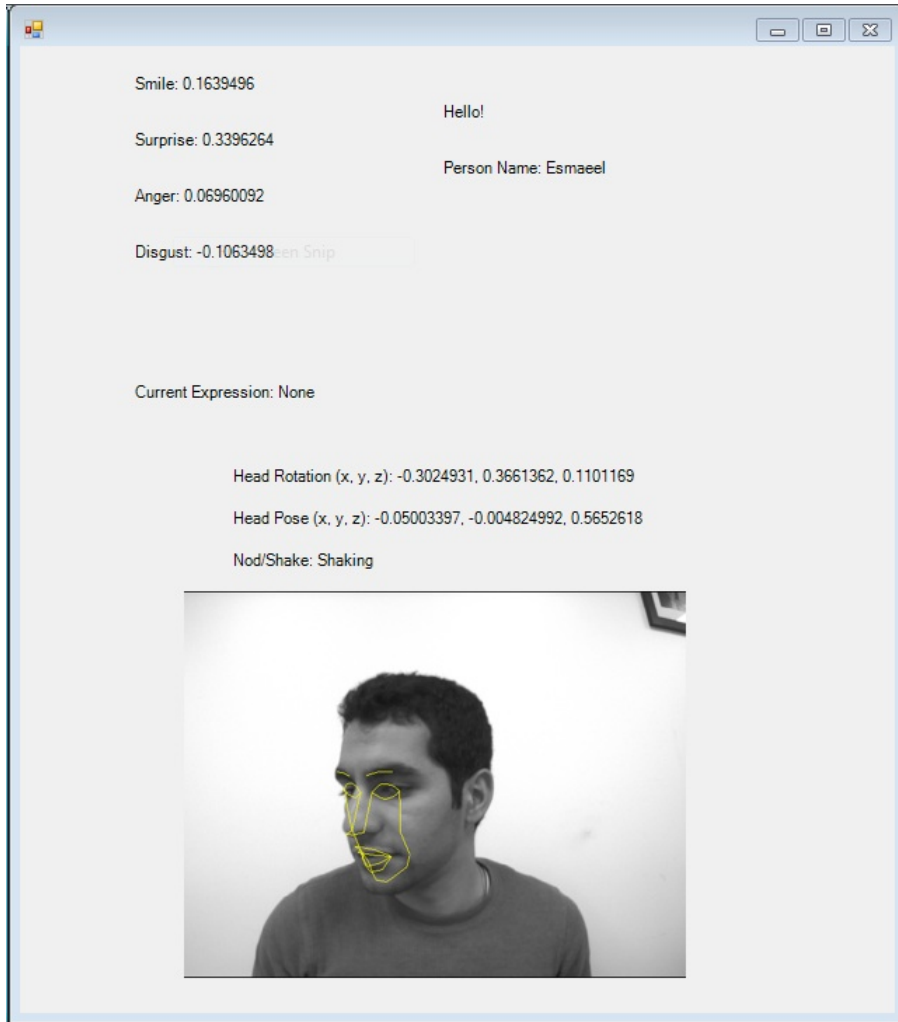 Smile: 0.1639496
Hello!
Surprise: 0.3396264
Person Name: Esmaeel
Anger: 0.06960092
Disgust: -0.1063498
een Snip
Current Expression: None
Head Rotation (x, y, z): -0.3024931, 0.3661362, 0.1101169
Head Pose (x, y, z): -0.05003397, -0.004824992, 0.5652618
Nod/Shake: Shaking